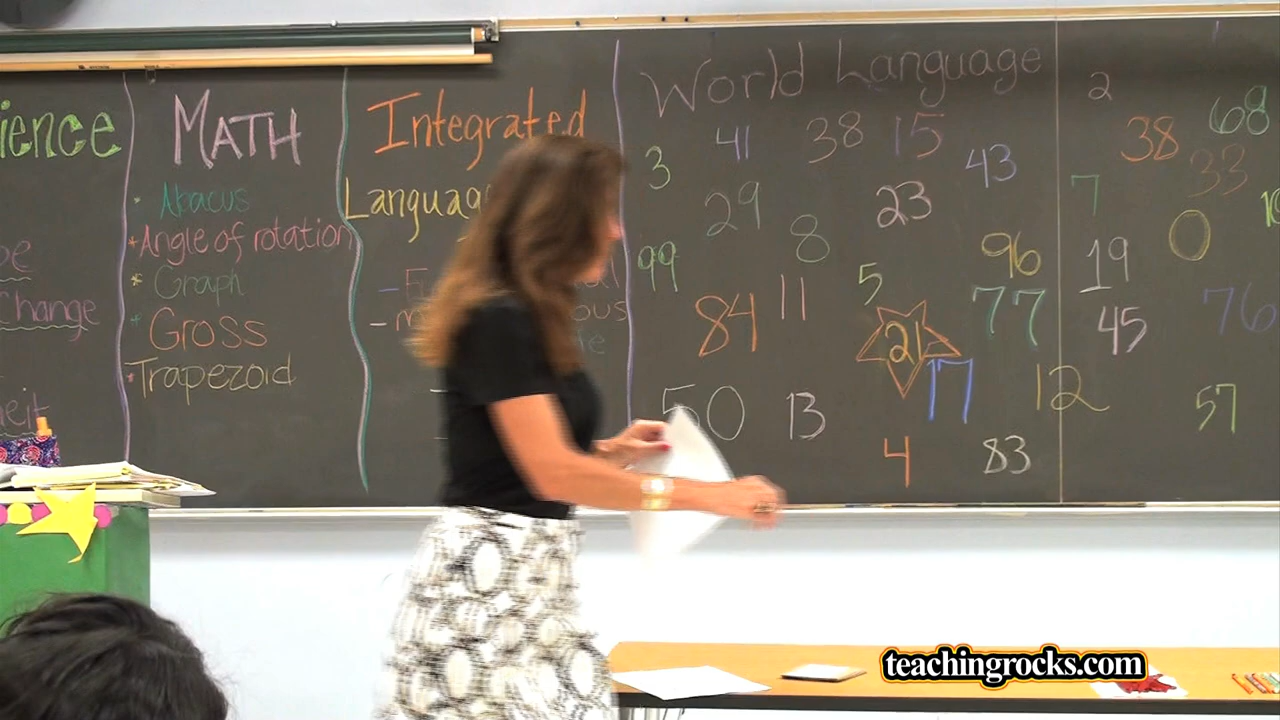 ience
MATH
Abacus
Angle of rotation
Graph
Gross
Trapezoid
Change
Integrated
World Language
3 41 38 15 43 2 38 68
29 8 23 7 33
99 96 19 0
84 11 5 21 77 45 76
50 13 17 12 57
4 83
teachingrocks.com